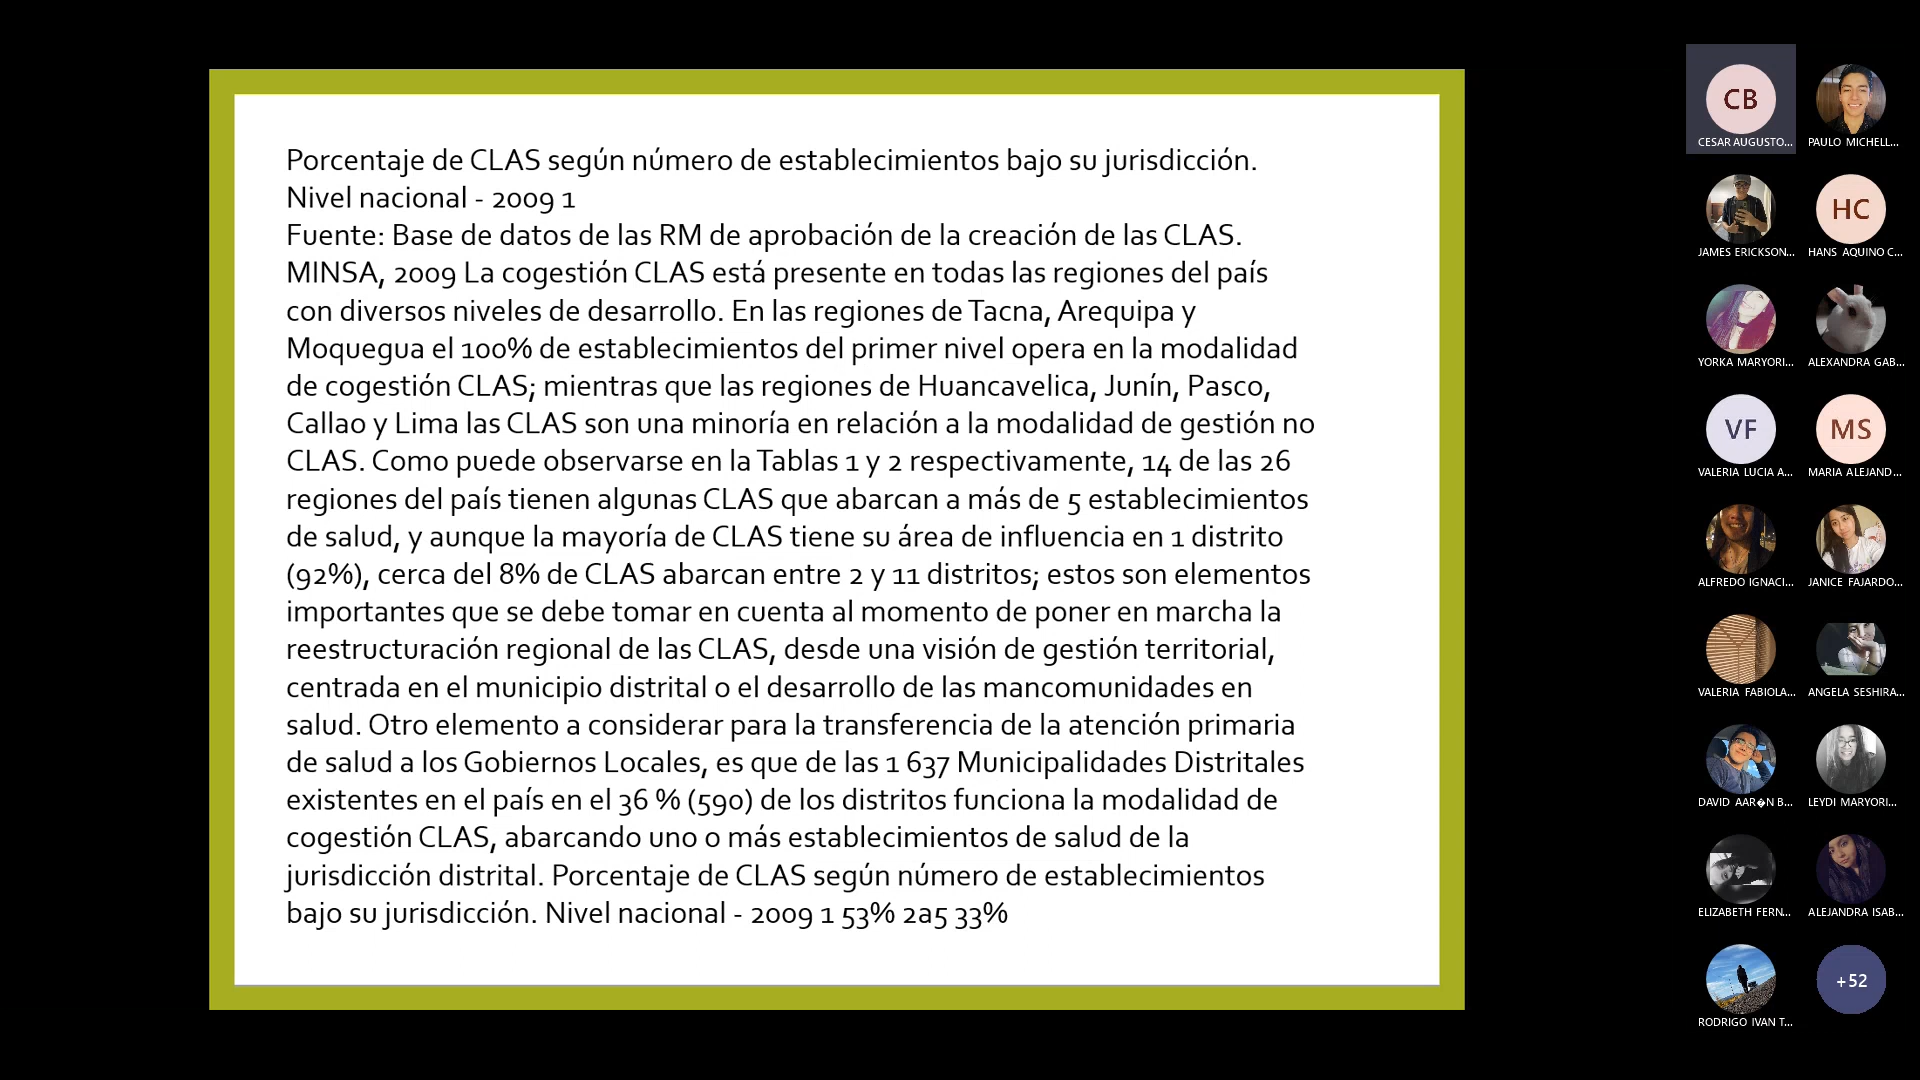 Porcentaje de CLAS según número de establecimientos bajo su jurisdicción.
Nivel nacional - 2009 1
Fuente: Base de datos de las RM de aprobación de la creación de las CLAS.
MINSA, 2009 La cogestión CLAS está presente en todas las regiones del país
con diversos niveles de desarrollo. En las regiones de Tacna, Arequipa y
Moquegua el 100% de establecimientos del primer nivel opera en la modalidad
de cogestión CLAS; mientras que las regiones de Huancavelica, Junín, Pasco,
Callao y Lima las CLAS son una minoría en relación a la modalidad de gestión no
CLAS. Como puede observarse en la Tablas 1 y 2 respectivamente, 14 de las 26
regiones del país tienen algunas CLAS que abarcan a más de 5 establecimientos
de salud, y aunque la mayoría de CLAS tiene su área de influencia en 1 distrito
(92%), cerca del 8% de CLAS abarcan entre 2 y 11 distritos; estos son elementos
importantes que se debe tomar en cuenta al momento de poner en marcha la
reestructuración regional de las CLAS, desde una visión de gestión territorial,
centrada en el municipio distrital o el desarrollo de las mancomunidades en
salud. Otro elemento a considerar para la transferencia de la atención primaria
de salud a los Gobiernos Locales, es que de las 1 637 Municipalidades Distritales
existentes en el país en el 36 % (590) de los distritos funciona la modalidad de
cogestión CLAS, abarcando uno o más establecimientos de salud de la
jurisdicción distrital. Porcentaje de CLAS según número de establecimientos
bajo su jurisdicción. Nivel nacional - 2009 1 53% 2a5 33%
CB
CESAR AUGUSTO...
PAULO MICHELL...
JAMES ERICKSON...
HC
HANS AQUINO C...
YORKA MARYORI...
ALEXANDRA GAB...
VF
VALERIA LUCIA A...
MS
MARIA ALEJAND...
ALFREDO IGNACI...
JANICE FAJARDO...
VALERIA FABIOLA...
ANGELA SESHIRA...
DAVID AAR�N B...
LEYDI MARYORI...
ELIZABETH FERN...
ALEJANDRA ISAB...
RODRIGO IVAN T...
+52